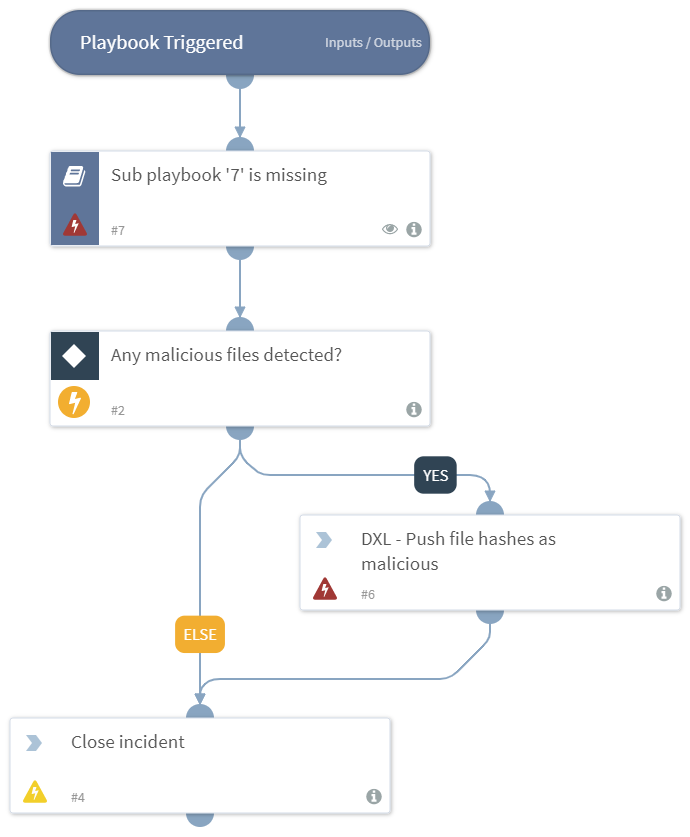 Playbook Triggered
Inputs / Outputs
Sub playbook '7' is missing
#7
Any malicious files detected?
#2
YES
DXL - Push file hashes as
malicious
#6
ELSE
Close incident
#4